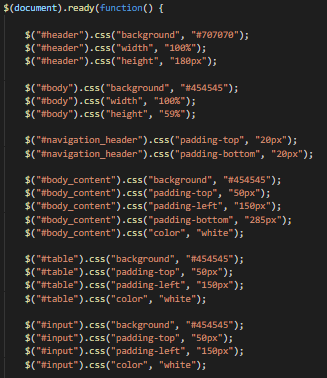 $(document).ready(function() {
$("#header").css("background", "#707070");
$("#header").css("width", "100%");
$("#header").css("height", "180px");
$("#body").css("background", "#454545");
$("#body").css("width", "100%");
$("#body").css("height", "59%");
$("#navigation_header").css("padding-top", "20px");
$("#navigation_header").css("padding-bottom", "20px");
$("#body_content").css("background", "#454545");
$("#body_content").css("padding-top", "50px");
$("#body_content").css("padding-left", "150px");
$("#body_content").css("padding-bottom", "285px");
$("#body_content").css("color", "white");
$("#table").css("background", "#454545");
$("#table").css("padding-top", "50px");
$("#table").css("padding-left", "150px");
$("#table").css("color", "white");
$("#input").css("background", "#454545");
$("#input").css("padding-top", "50px");
$("#input").css("padding-left", "150px");
$("#input").css("color", "white");